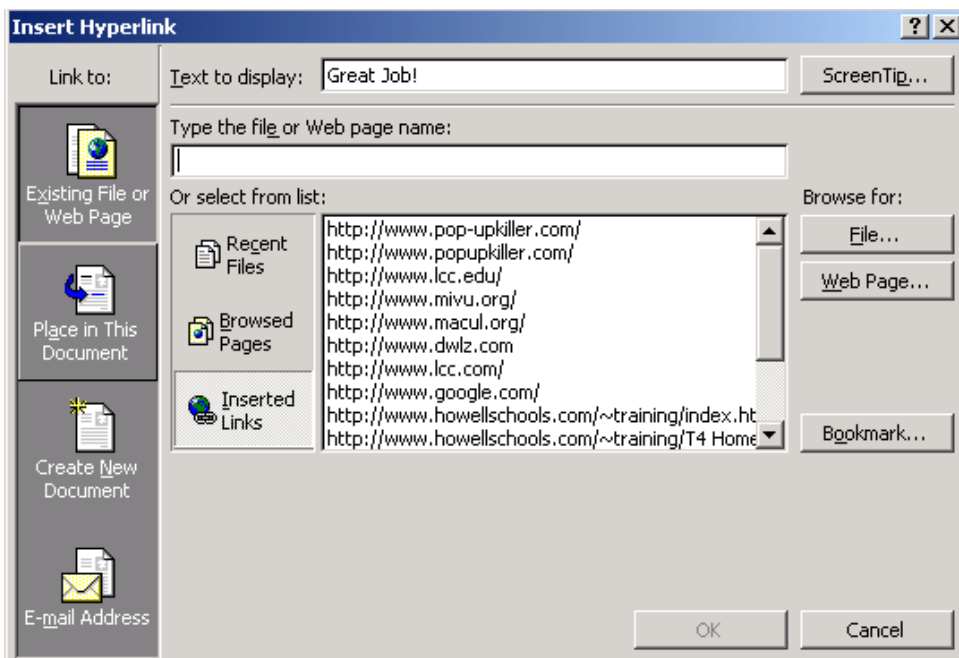 Insert Hyperlink
Link to:
Text to display:
Great Job!
ScreenTip...
Type the file or Web page name:
Existing File or
Web Page
Or select from list:
Browse for:
Recent
Files
Browsed
Pages
Inserted
Links
http://www.pop-upkiller.com/
http://www.popupkiller.com/
http://www.lcc.edu/
http://www.mivu.org/
http://www.macul.org/
http://www.dwlz.com
http://www.lcc.com/
http://www.google.com/
http://www.howellschools.com/~training/index.ht
http://www.howellschools.com/~training/T4 Home
File...
Web Page...
Bookmark...
Place in This
Document
Create New
Document
E-mail Address
OK
Cancel